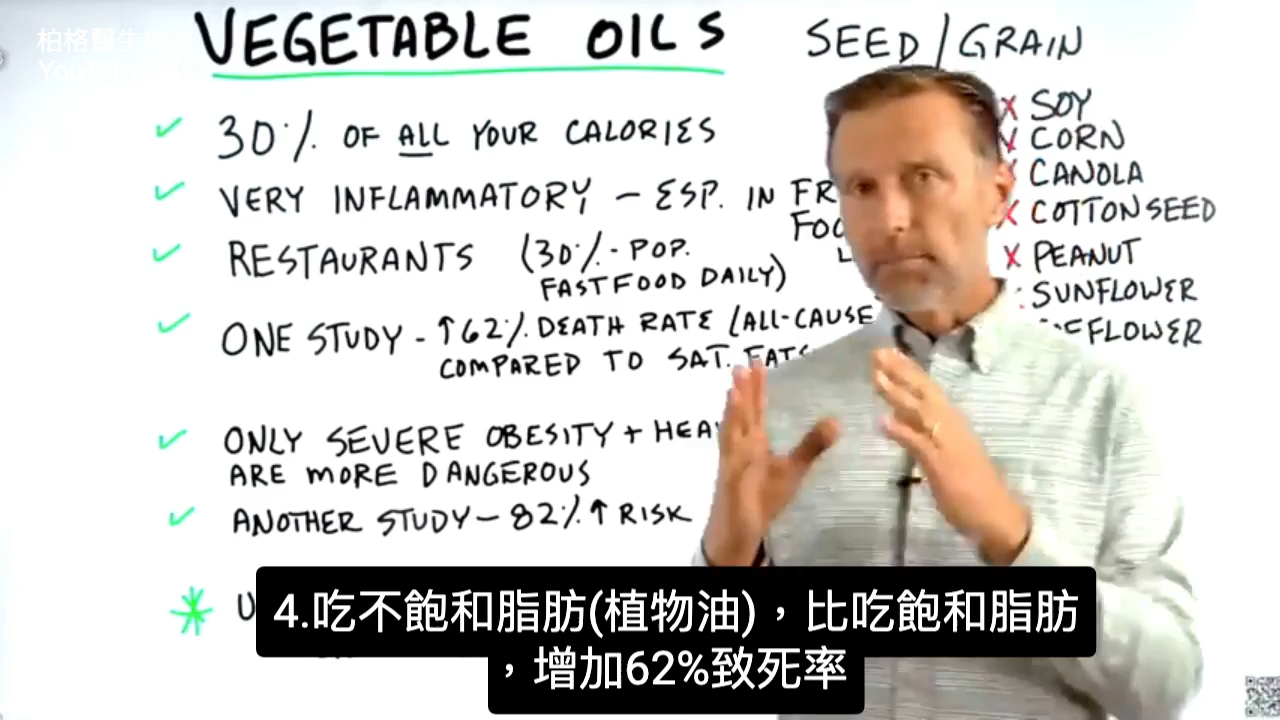 柏格醫生
YouTube
VEGETABLE OILS
SEED/GRAIN
✓ 30% OF ALL YOUR CALORIES
✓ VERY INFLAMMATORY – ESP. IN FR
FOO
✓ RESTAURANTS (30%-POP.
FASTFOOD DAILY)
✓ ONE STUDY - ↑62% DEATH RATE (ALL-CAUSE
COMPARED TO SAT. FATS
✓ ONLY SEVERE OBESITY + HEA
ARE MORE DANGEROUS
✓ ANOTHER STUDY – 82% ↑ RISK
X SOY
X CORN
X CANOLA
X COTTONSEED
X PEANUT
SUNFLOWER
FFLOWER
4.吃不飽和脂肪(植物油)，比吃飽和脂肪
，增加62%致死率